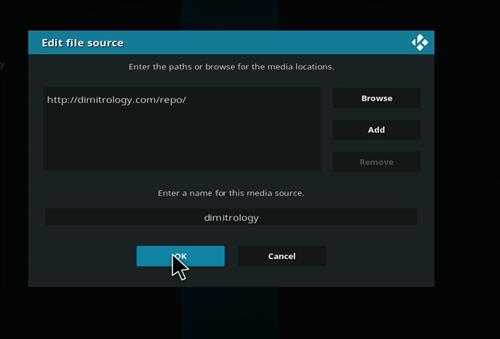 Edit file source
Enter the paths or browse for the media locations.
http://dimitrology.com/repo/
Browse
Add
Remove
Enter a name for this media source.
dimitrology
OK
Cancel